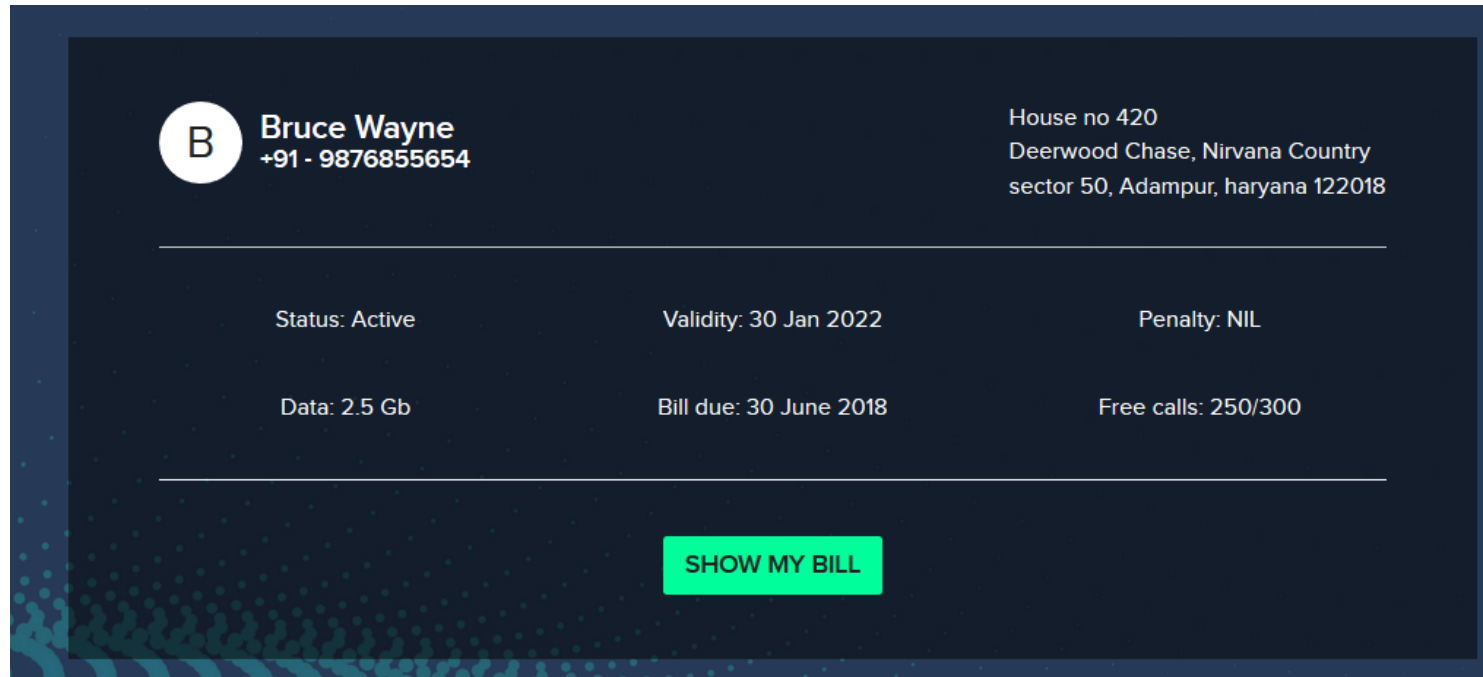 B
Bruce Wayne
+91 - 9876855654
House no 420
Deerwood Chase, Nirvana Country
sector 50, Adampur, haryana 122018
Status: Active
Validity: 30 Jan 2022
Penalty: NIL
Data: 2.5 Gb
Bill due: 30 June 2018
Free calls: 250/300
SHOW MY BILL